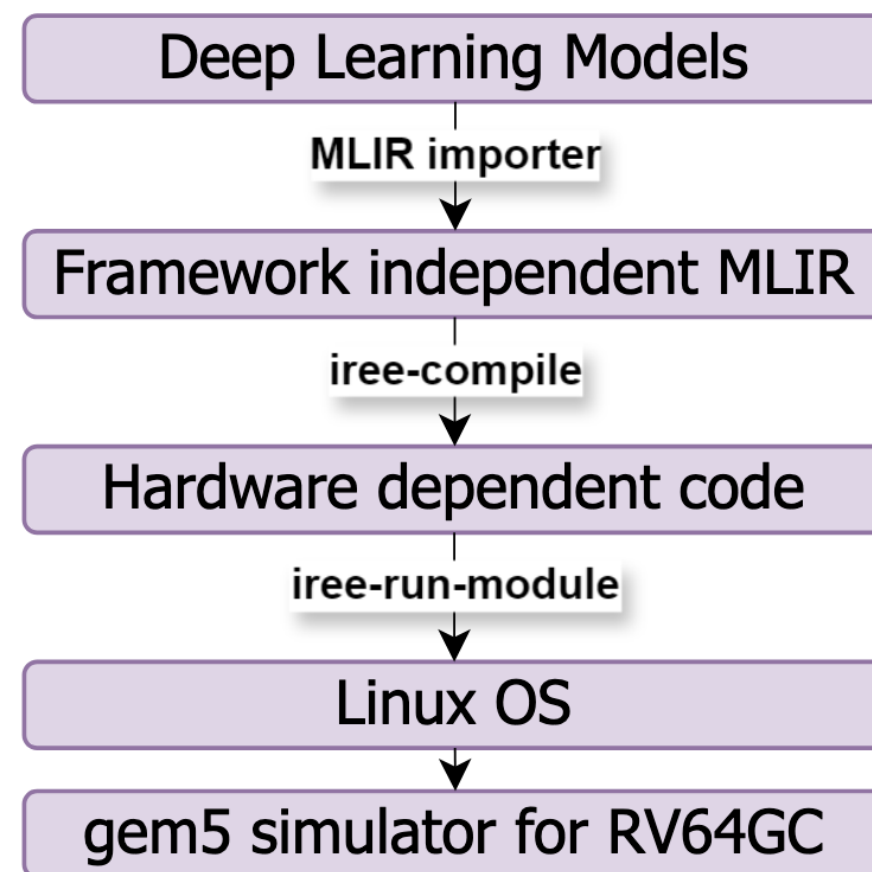 Deep Learning Models
MLIR importer
Framework independent MLIR
iree-compile
Hardware dependent code
iree-run-module
Linux OS
gem5 simulator for RV64GC